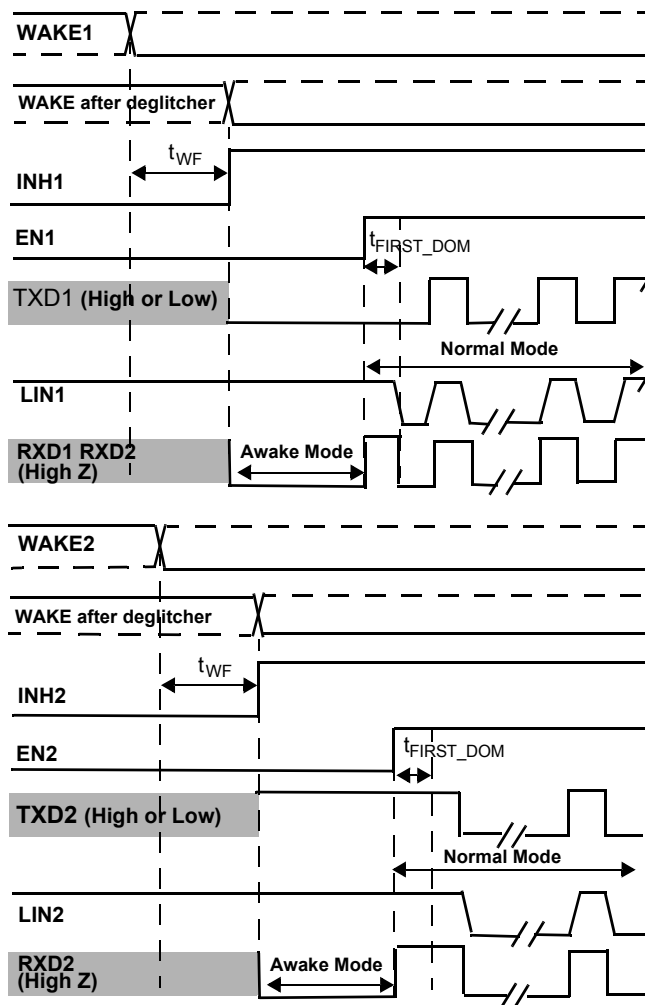 WAKE1
WAKE after deglitcher
tWF
INH1
EN1
tFIRST_DOM
TXD1 (High or Low)
Normal Mode
LIN1
RXD1 RXD2
(High Z)
Awake Mode
WAKE2
WAKE after deglitcher
tWF
INH2
EN2
tFIRST_DOM
TXD2 (High or Low)
Normal Mode
LIN2
RXD2
(High Z)
Awake Mode